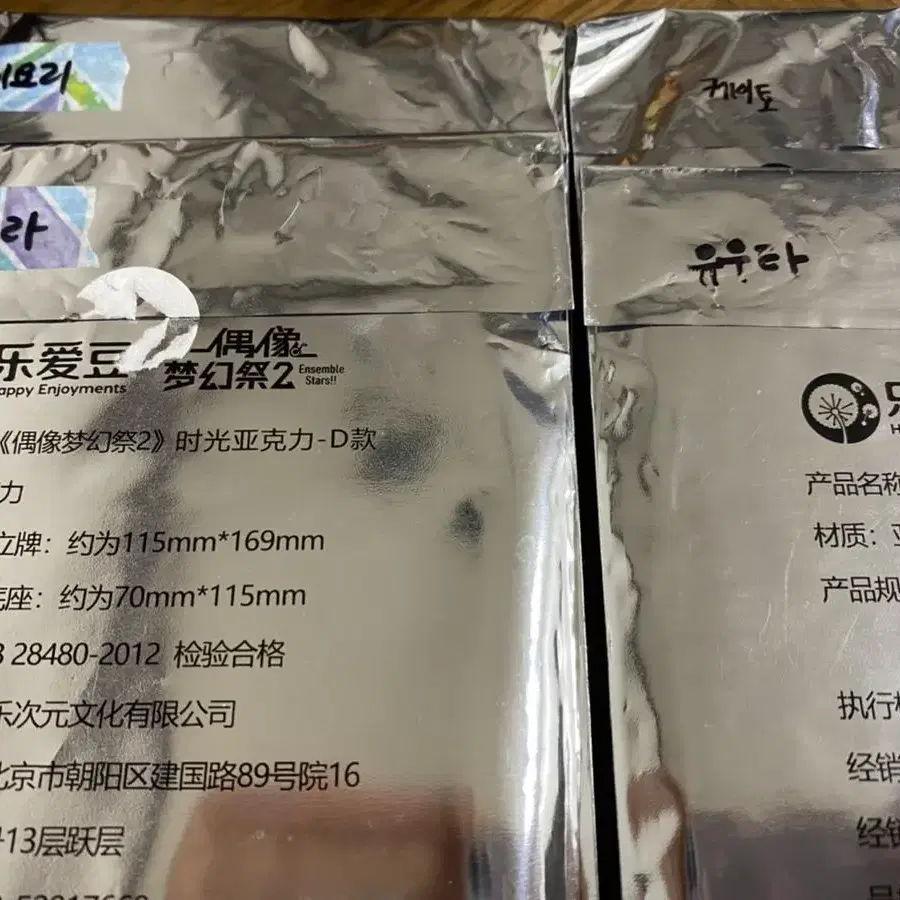 요리
케이토
라
유우타
乐爱豆
appy Enjoyments
偶像
梦幻祭2
Ensemble
Stars!!
《偶像梦幻祭2》时光亚克力-D款
力
立牌：约为115mm*169mm
底座：约为70mm*115mm
28480-2012 检验合格
乐次元文化有限公司
北京市朝阳区建国路89号院16
13层跃层
产品名称
材质：亚
产品规
执行
经销
经销